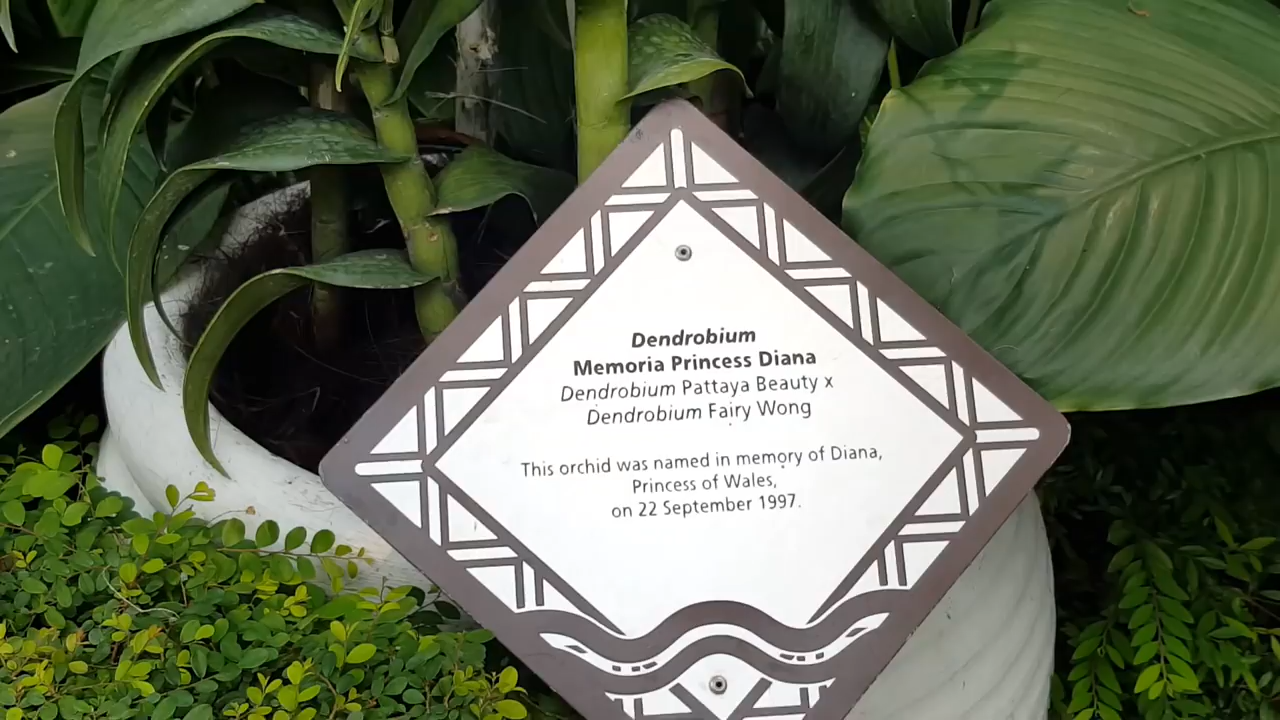 Dendrobium
Memoria Princess Diana
Dendrobium Pattaya Beauty x
Dendrobium Fairy Wong
This orchid was named in memory of Diana,
Princess of Wales,
on 22 September 1997.